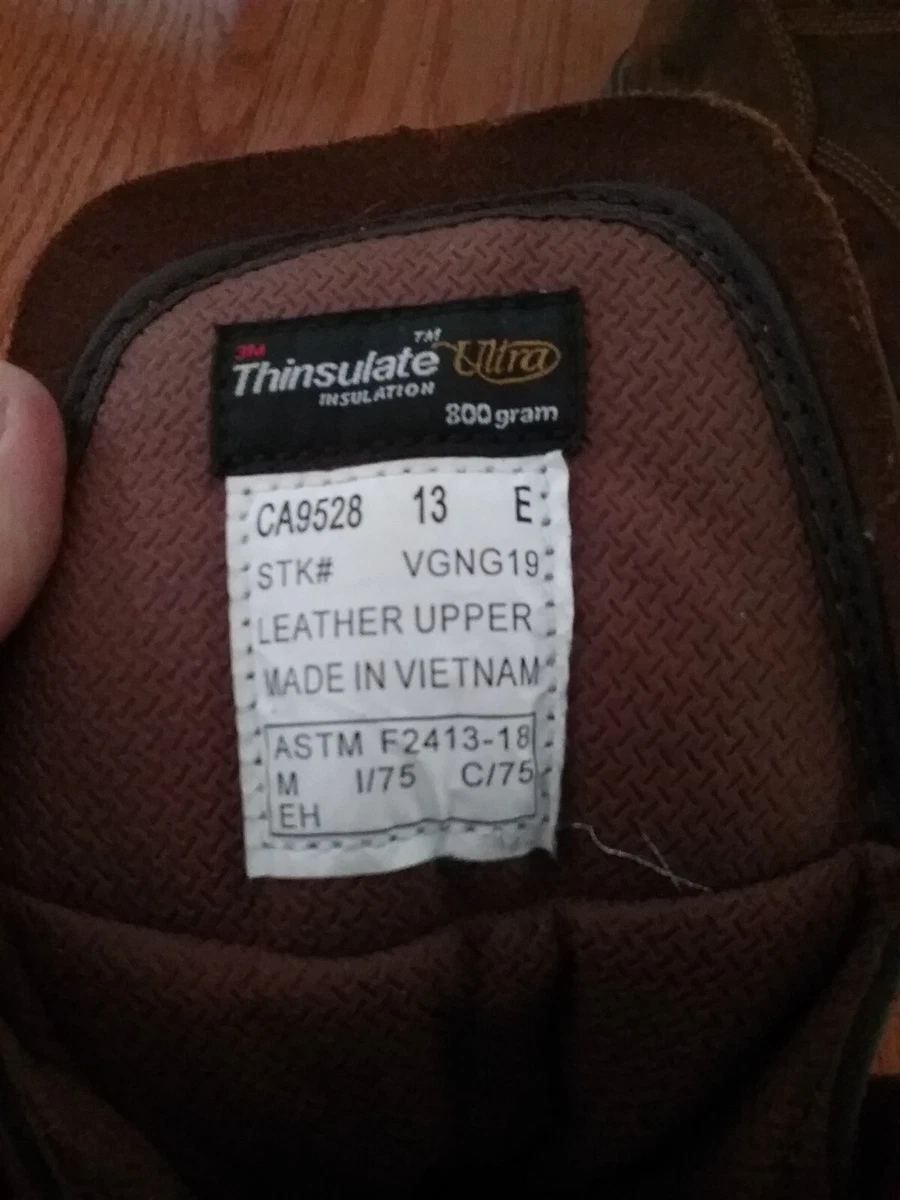 3M
Thinsulate™ Ultra
INSULATION
800 gram
CA9528 13 E
STK# VGNG19
LEATHER UPPER
MADE IN VIETNAM
ASTM F2413-18
M I/75 C/75
EH